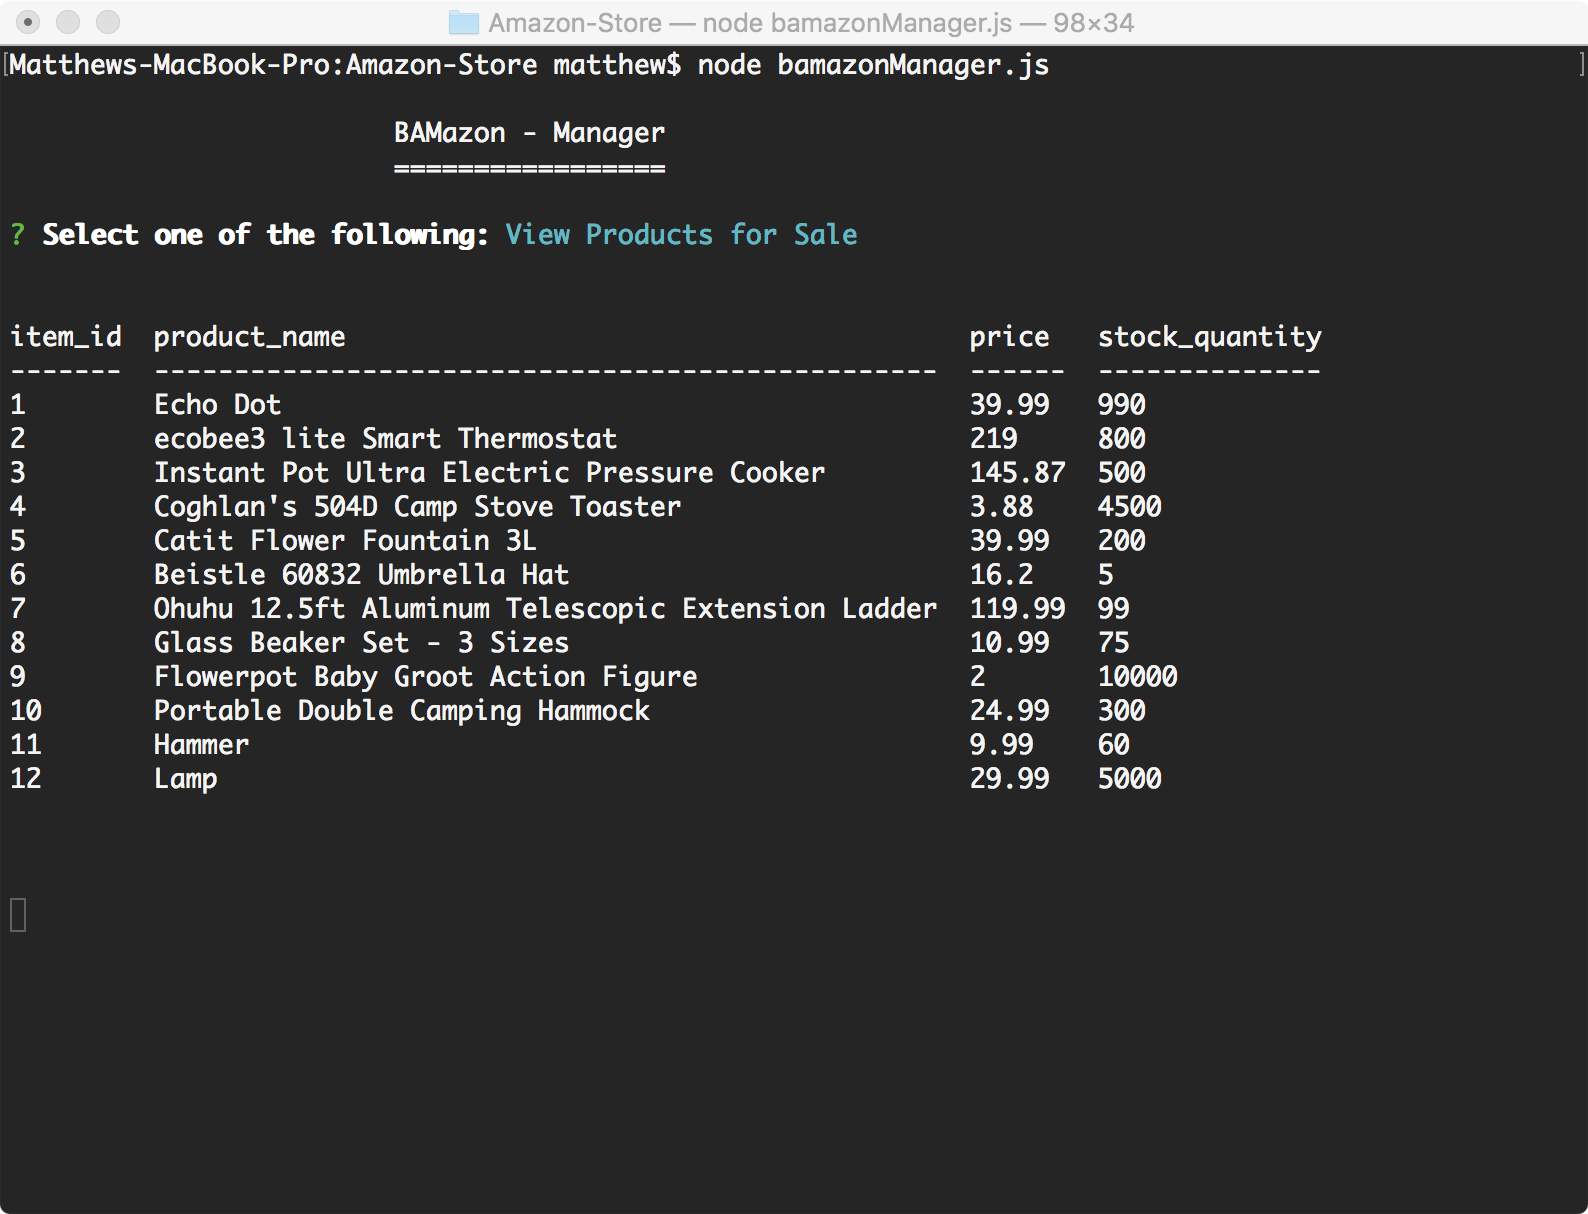 Amazon-Store — node bamazonManager.js — 98×34
[Matthews-MacBook-Pro:Amazon-Store matthew$ node bamazonManager.js ]
BAMazon - Manager
=================
? Select one of the following: View Products for Sale
item_id  product_name                                       price   stock_quantity
-------  -------------------------------------------------  ------  --------------
1        Echo Dot                                           39.99   990
2        ecobee3 lite Smart Thermostat                      219     800
3        Instant Pot Ultra Electric Pressure Cooker         145.87  500
4        Coghlan's 504D Camp Stove Toaster                  3.88    4500
5        Catit Flower Fountain 3L                           39.99   200
6        Beistle 60832 Umbrella Hat                         16.2    5
7        Ohuhu 12.5ft Aluminum Telescopic Extension Ladder  119.99  99
8        Glass Beaker Set - 3 Sizes                         10.99   75
9        Flowerpot Baby Groot Action Figure                 2       10000
10       Portable Double Camping Hammock                    24.99   300
11       Hammer                                             9.99    60
12       Lamp                                               29.99   5000